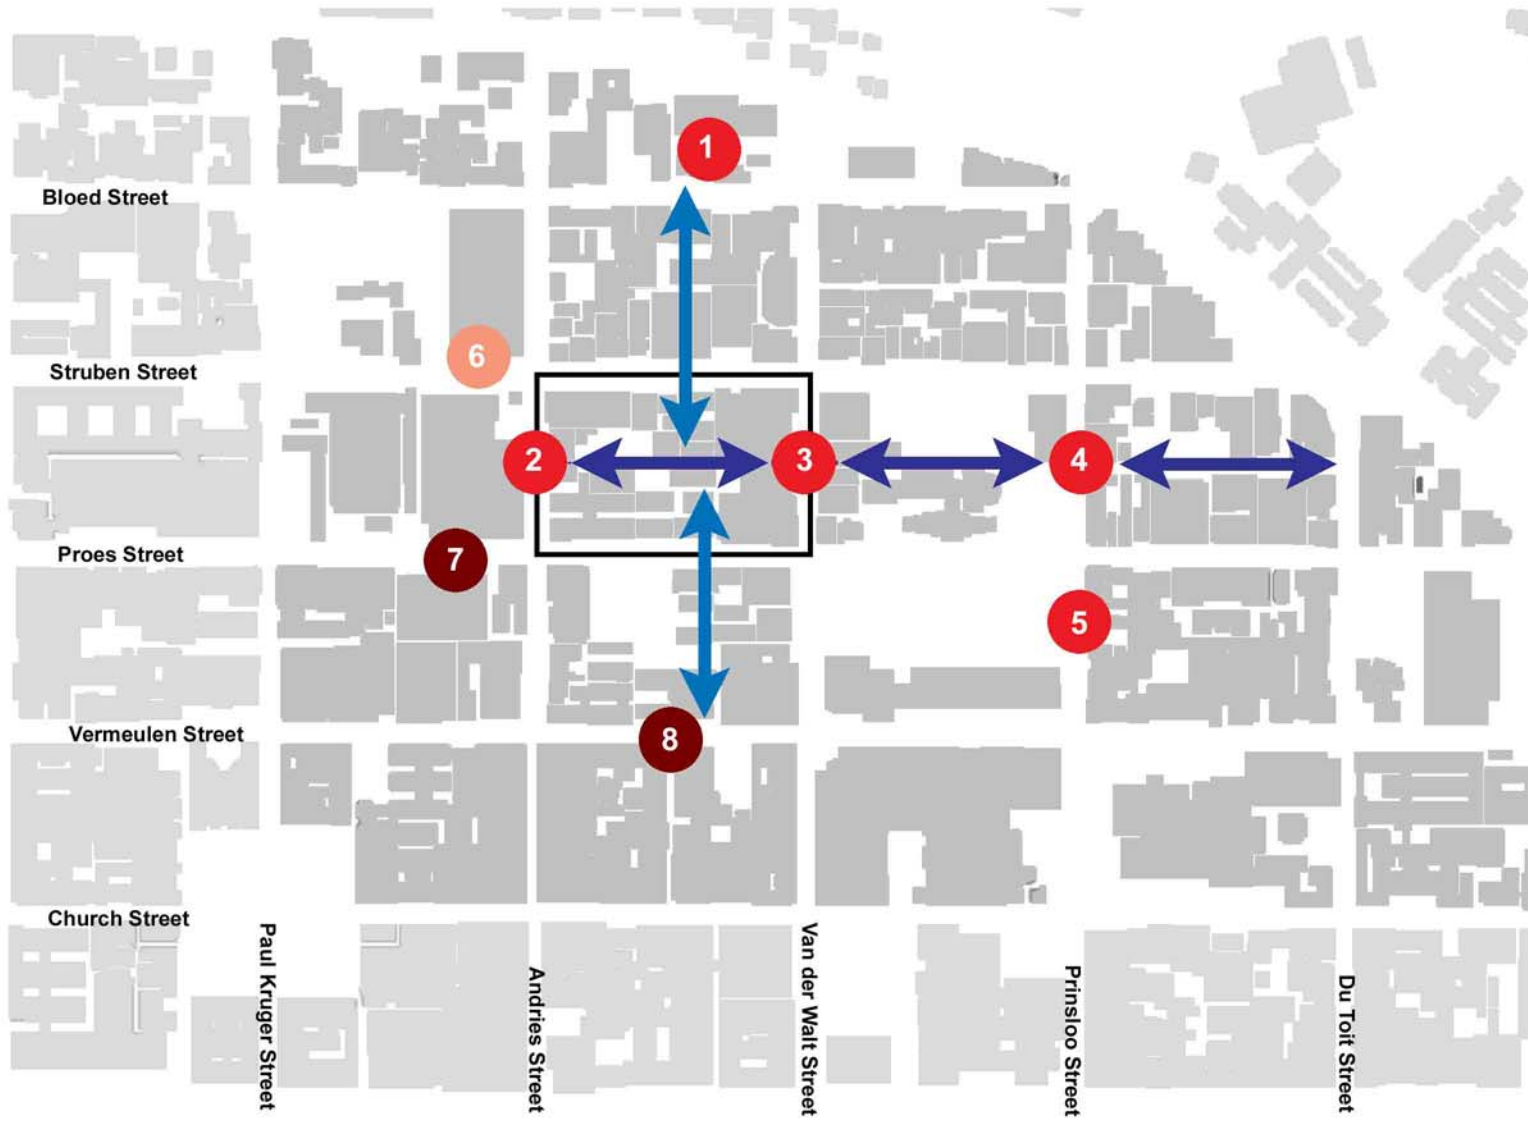 1
Bloed Street
6
Struben Street
2
3
4
7
Proes Street
5
8
Vermeulen Street
Church Street
Paul Kruger Street
Andries Street
Van der Walt Street
Prinsloo Street
Du Toit Street